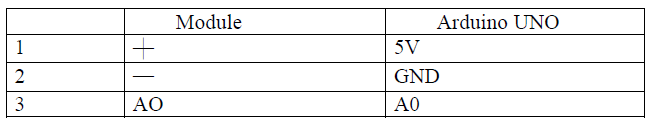 Module Arduino UNO
1 + 5V
2 — GND
3 AO A0